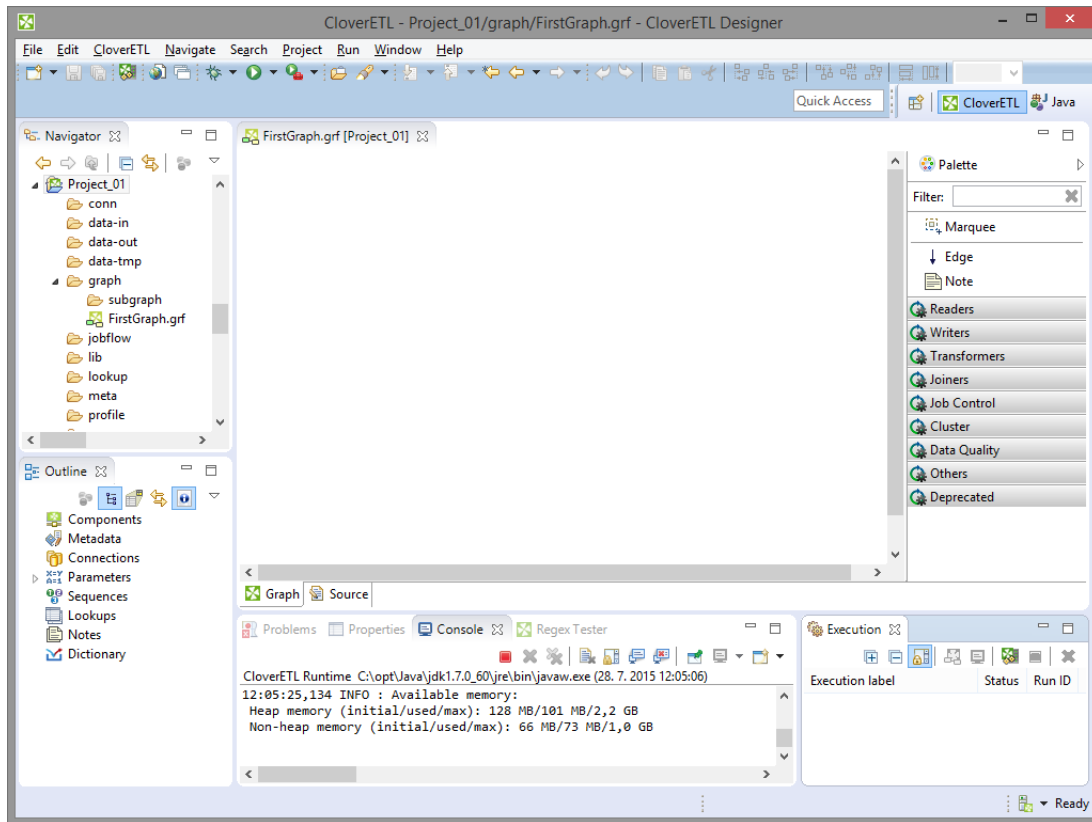 CloverETL - Project_01/graph/FirstGraph.grf - CloverETL Designer
File Edit CloverETL Navigate Search Project Run Window Help
Quick Access CloverETL Java
Navigator
Project_01
conn
data-in
data-out
data-tmp
graph
subgraph
FirstGraph.grf
jobflow
lib
lookup
meta
profile
Outline
Components
Metadata
Connections
Parameters
Sequences
Lookups
Notes
Dictionary
FirstGraph.grf [Project_01]
Palette
Filter:
Marquee
Edge
Note
Readers
Writers
Transformers
Joiners
Job Control
Cluster
Data Quality
Others
Deprecated
Graph Source
Problems Properties Console Regex Tester
CloverETL Runtime C:\opt\Java\jdk1.7.0_60\jre\bin\javaw.exe (28. 7. 2015 12:05:06)
12:05:25,134 INFO : Available memory:
Heap memory (initial/used/max): 128 MB/101 MB/2,2 GB
Non-heap memory (initial/used/max): 66 MB/73 MB/1,0 GB
Execution
Execution label Status Run ID
Ready